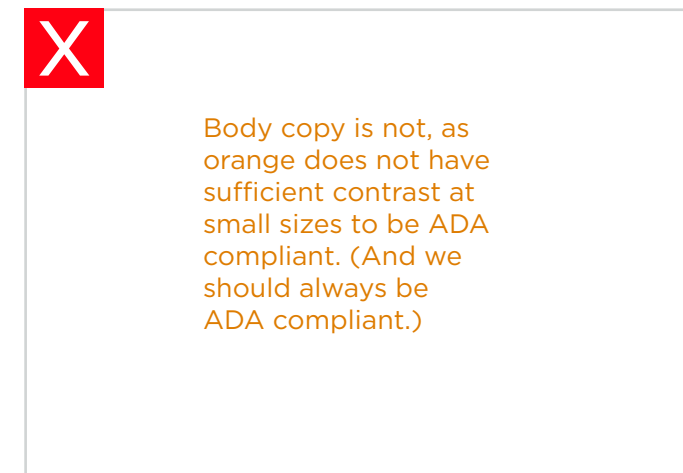 X
Body copy is not, as
orange does not have
sufficient contrast at
small sizes to be ADA
compliant. (And we
should always be
ADA compliant.)